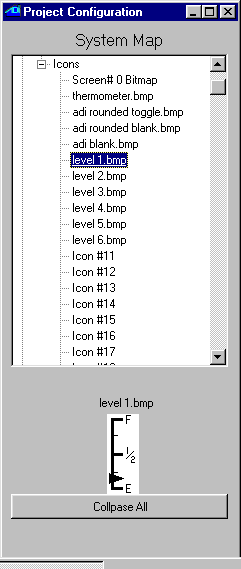 Project Configuration
System Map
Icons
Screen# 0 Bitmap
thermometer.bmp
adi rounded toggle.bmp
adi rounded blank.bmp
adi blank.bmp
level 1.bmp
level 2.bmp
level 3.bmp
level 4.bmp
level 5.bmp
level 6.bmp
Icon #11
Icon #12
Icon #13
Icon #14
Icon #15
Icon #16
Icon #17
level 1.bmp
F
1/2
E
Collpase All